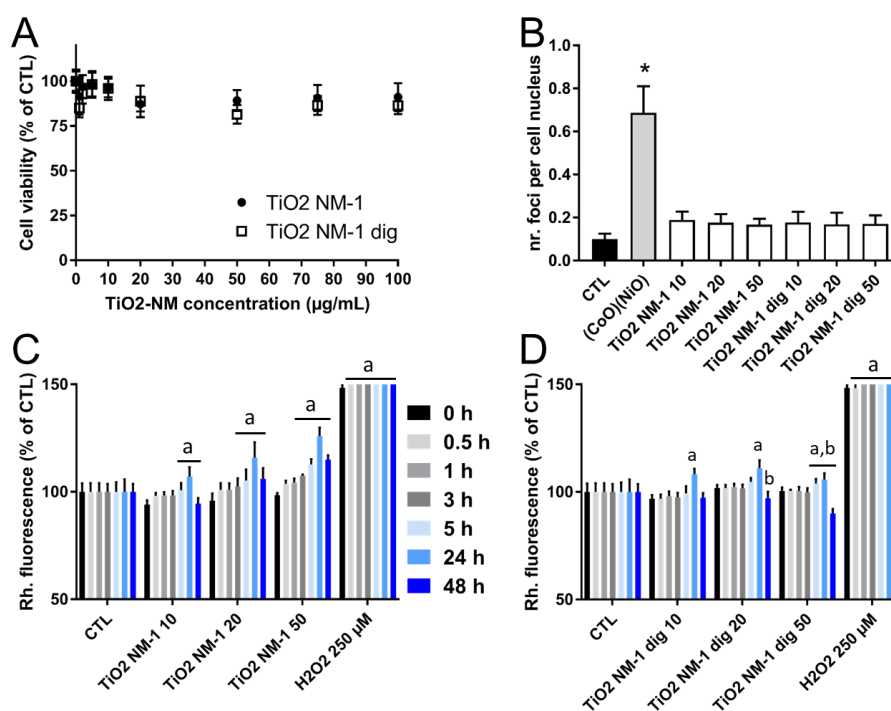 A
Cell viability (% of CTL)
100
75
50
25
0
0 10 20 30 40 50 60 70 80 90 100
TiO2-NM concentration (µg/mL)
TiO2 NM-1
TiO2 NM-1 dig
B
nr. foci per cell nucleus
1.0
0.8
0.6
0.4
0.2
0.0
*
CTL
(CoO)(NiO)
TiO2 NM-1 10
TiO2 NM-1 20
TiO2 NM-1 50
TiO2 NM-1 dig 10
TiO2 NM-1 dig 20
TiO2 NM-1 dig 50
C
Rh. fluorescence (% of CTL)
150
100
50
a
a
a
a
CTL
TiO2 NM-1 10
TiO2 NM-1 20
TiO2 NM-1 50
H2O2 250 µM
0 h
0.5 h
1 h
3 h
5 h
24 h
48 h
D
Rh. fluorescence (% of CTL)
150
100
50
a
a
b
a,b
a
CTL
TiO2 NM-1 dig 10
TiO2 NM-1 dig 20
TiO2 NM-1 dig 50
H2O2 250 µM